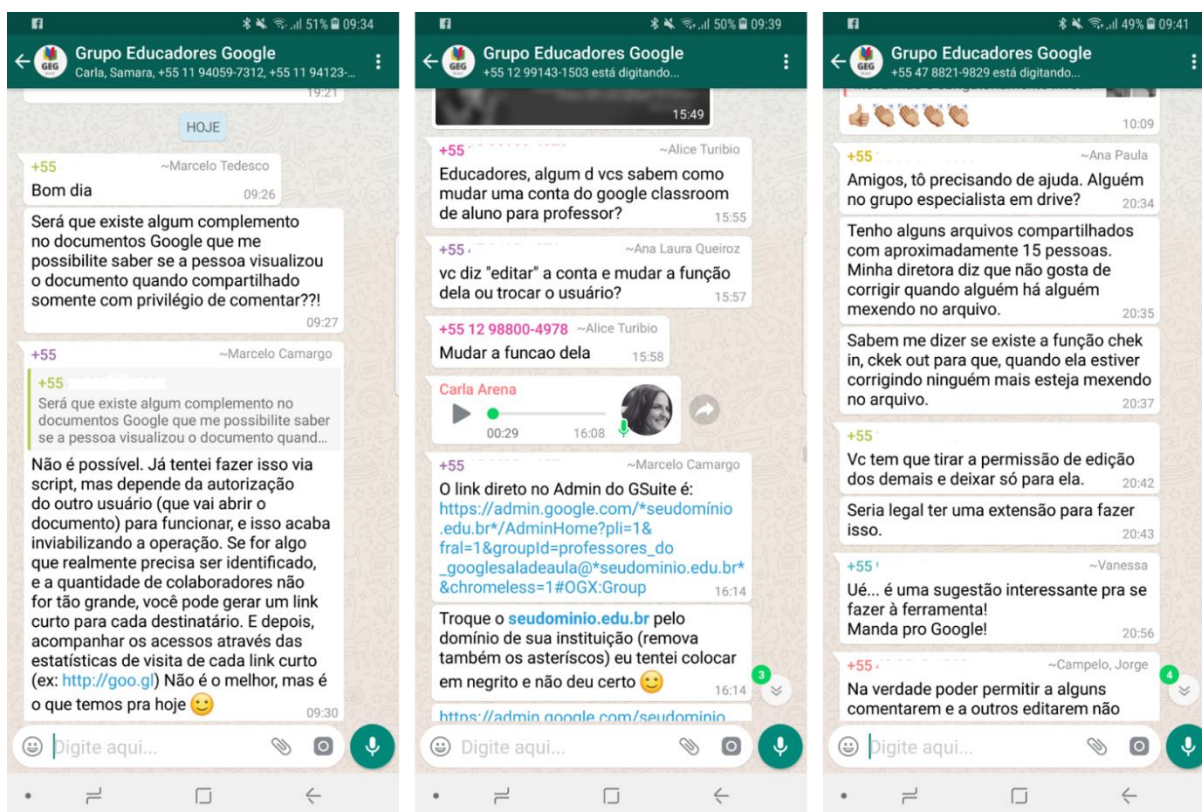 51% 09:34
Grupo Educadores Google
Carla, Samara, +55 11 94059-7312, +55 11 94123-...
GEG
19:21
HOJE
+55 ~Marcelo Tedesco
Bom dia 09:26
Será que existe algum complemento
no documentos Google que me
possibilite saber se a pessoa visualizou
o documento quando compartilhado
somente com privilégio de comentar??!
09:27
+55 ~Marcelo Camargo
+55
Será que existe algum complemento no
documentos Google que me possibilite saber
se a pessoa visualizou o documento quand...
Não é possível. Já tentei fazer isso via
script, mas depende da autorização
do outro usuário (que vai abrir o
documento) para funcionar, e isso acaba
inviabilizando a operação. Se for algo
que realmente precisa ser identificado,
e a quantidade de colaboradores não
for tão grande, você pode gerar um link
curto para cada destinatário. E depois,
acompanhar os acessos através das
estatísticas de visita de cada link curto
(ex: http://goo.gl) Não é o melhor, mas é
o que temos pra hoje 09:30
Digite aqui...
50% 09:39
Grupo Educadores Google
+55 12 99143-1503 está digitando...
GEG
15:49
+55 ~Alice Turibio
Educadores, algum d vcs sabem como
mudar uma conta do google classroom
de aluno para professor? 15:55
+55 ~Ana Laura Queiroz
vc diz "editar" a conta e mudar a função
dela ou trocar o usuário? 15:57
+55 12 98800-4978 ~Alice Turibio
Mudar a funcao dela 15:58
Carla Arena
00:29 16:08
+55 ~Marcelo Camargo
O link direto no Admin do GSuite é:
https://admin.google.com/*seudomínio
.edu.br*/AdminHome?pli=1&
fral=1&groupId=professores_do
_googlesaladeaula@*seudominio.edu.br*
&chromeless=1#OGX:Group 16:14
Troque o seudominio.edu.br pelo
domínio de sua instituição (remova
também os asteríscos) eu tentei colocar
em negrito e não deu certo 16:14
3
https://admin.google.com/seudominio
Digite aqui...
49% 09:41
Grupo Educadores Google
+55 47 8821-9829 está digitando...
GEG
10:09
+55 ~Ana Paula
Amigos, tô precisando de ajuda. Alguém
no grupo especialista em drive? 20:34
Tenho alguns arquivos compartilhados
com aproximadamente 15 pessoas.
Minha diretora diz que não gosta de
corrigir quando alguém há alguém
mexendo no arquivo. 20:35
Sabem me dizer se existe a função chek
in, ckek out para que, quando ela estiver
corrigindo ninguém mais esteja mexendo
no arquivo. 20:37
+55
Vc tem que tirar a permissão de edição
dos demais e deixar só para ela. 20:42
Seria legal ter uma extensão para fazer
isso. 20:43
+55 ~Vanessa
Ué... é uma sugestão interessante pra se
fazer à ferramenta!
Manda pro Google! 20:56
+55 ~Campelo, Jorge
4
Na verdade poder permitir a alguns
comentarem e a outros editarem não
Digite aqui...